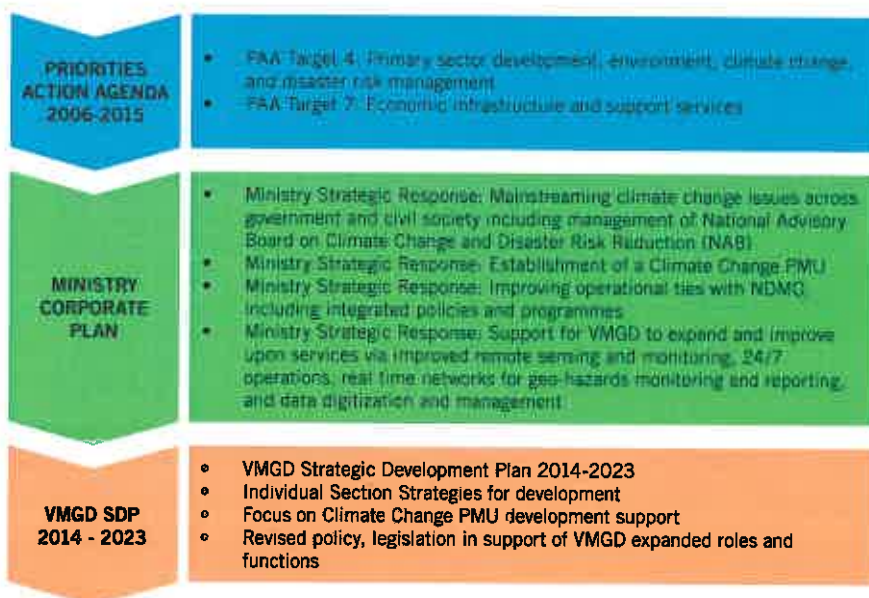 PRIORITIES
ACTION AGENDA
2006-2015
• PAA Target 4: Primary sector development, environment, climate change,
and disaster risk management
• PAA Target 7: Economic infrastructure and support services
MINISTRY
CORPORATE
PLAN
• Ministry Strategic Response: Mainstreaming climate change issues across
government and civil society including management of National Advisory
Board on Climate Change and Disaster Risk Reduction (NAB)
• Ministry Strategic Response: Establishment of a Climate Change PMU
• Ministry Strategic Response: Improving operational ties with NDMO,
including integrated policies and programmes
• Ministry Strategic Response: Support for VMGD to expand and improve
upon services via improved remote sensing and monitoring, 24/7
operations, real time networks for geo-hazards monitoring and reporting,
and data digitization and management
VMGD SDP
2014 - 2023
• VMGD Strategic Development Plan 2014-2023
• Individual Section Strategies for development
• Focus on Climate Change PMU development support
• Revised policy, legislation in support of VMGD expanded roles and
functions